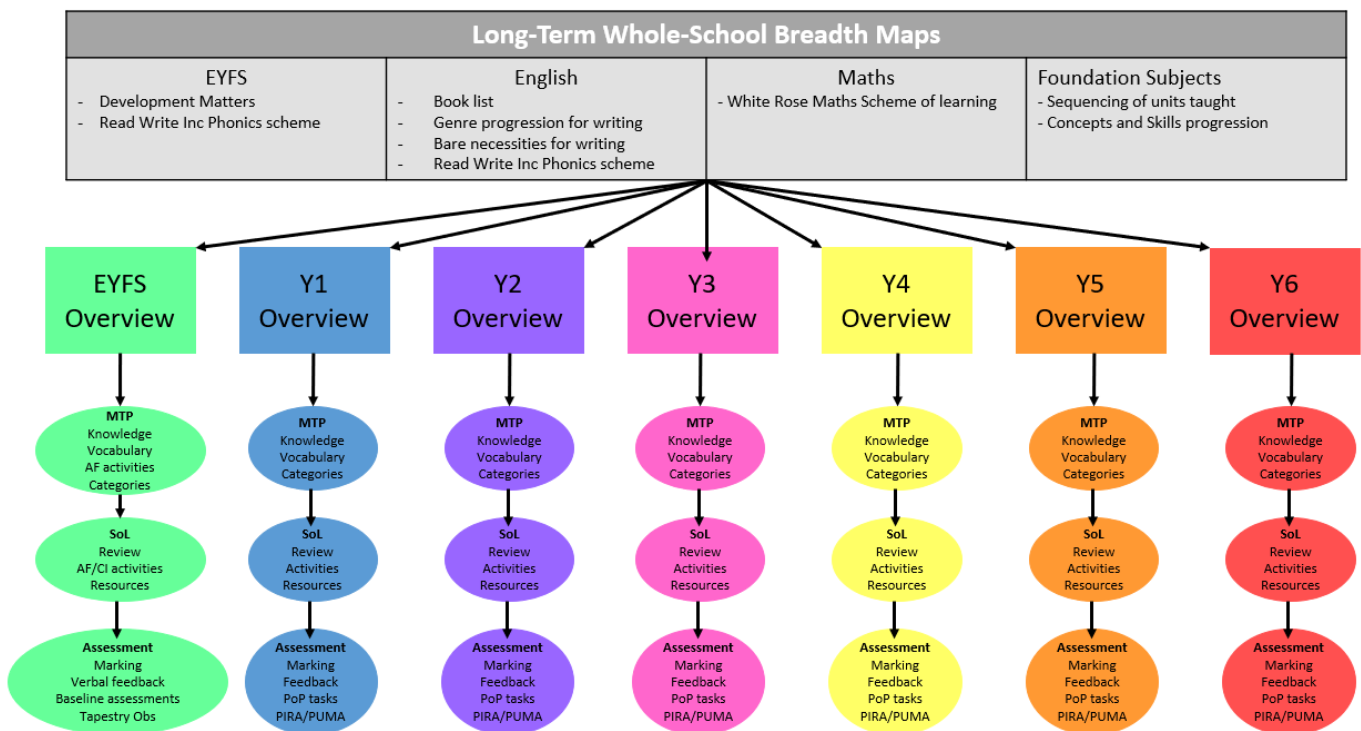 Long-Term Whole-School Breadth Maps
EYFS
- Development Matters
- Read Write Inc Phonics scheme
English
- Book list
- Genre progression for writing
- Bare necessities for writing
- Read Write Inc Phonics scheme
Maths
- White Rose Maths Scheme of learning
Foundation Subjects
- Sequencing of units taught
- Concepts and Skills progression
EYFS
Overview
Y1
Overview
Y2
Overview
Y3
Overview
Y4
Overview
Y5
Overview
Y6
Overview
MTP
Knowledge
Vocabulary
AF activities
Categories
MTP
Knowledge
Vocabulary
Categories
MTP
Knowledge
Vocabulary
Categories
MTP
Knowledge
Vocabulary
Categories
MTP
Knowledge
Vocabulary
Categories
MTP
Knowledge
Vocabulary
Categories
MTP
Knowledge
Vocabulary
Categories
SoL
Review
AF/CI activities
Resources
SoL
Review
Activities
Resources
SoL
Review
Activities
Resources
SoL
Review
Activities
Resources
SoL
Review
Activities
Resources
SoL
Review
Activities
Resources
SoL
Review
Activities
Resources
Assessment
Marking
Verbal feedback
Baseline assessments
Tapestry Obs
Assessment
Marking
Feedback
PoP tasks
PIRA/PUMA
Assessment
Marking
Feedback
PoP tasks
PIRA/PUMA
Assessment
Marking
Feedback
PoP tasks
PIRA/PUMA
Assessment
Marking
Feedback
PoP tasks
PIRA/PUMA
Assessment
Marking
Feedback
PoP tasks
PIRA/PUMA
Assessment
Marking
Feedback
PoP tasks
PIRA/PUMA